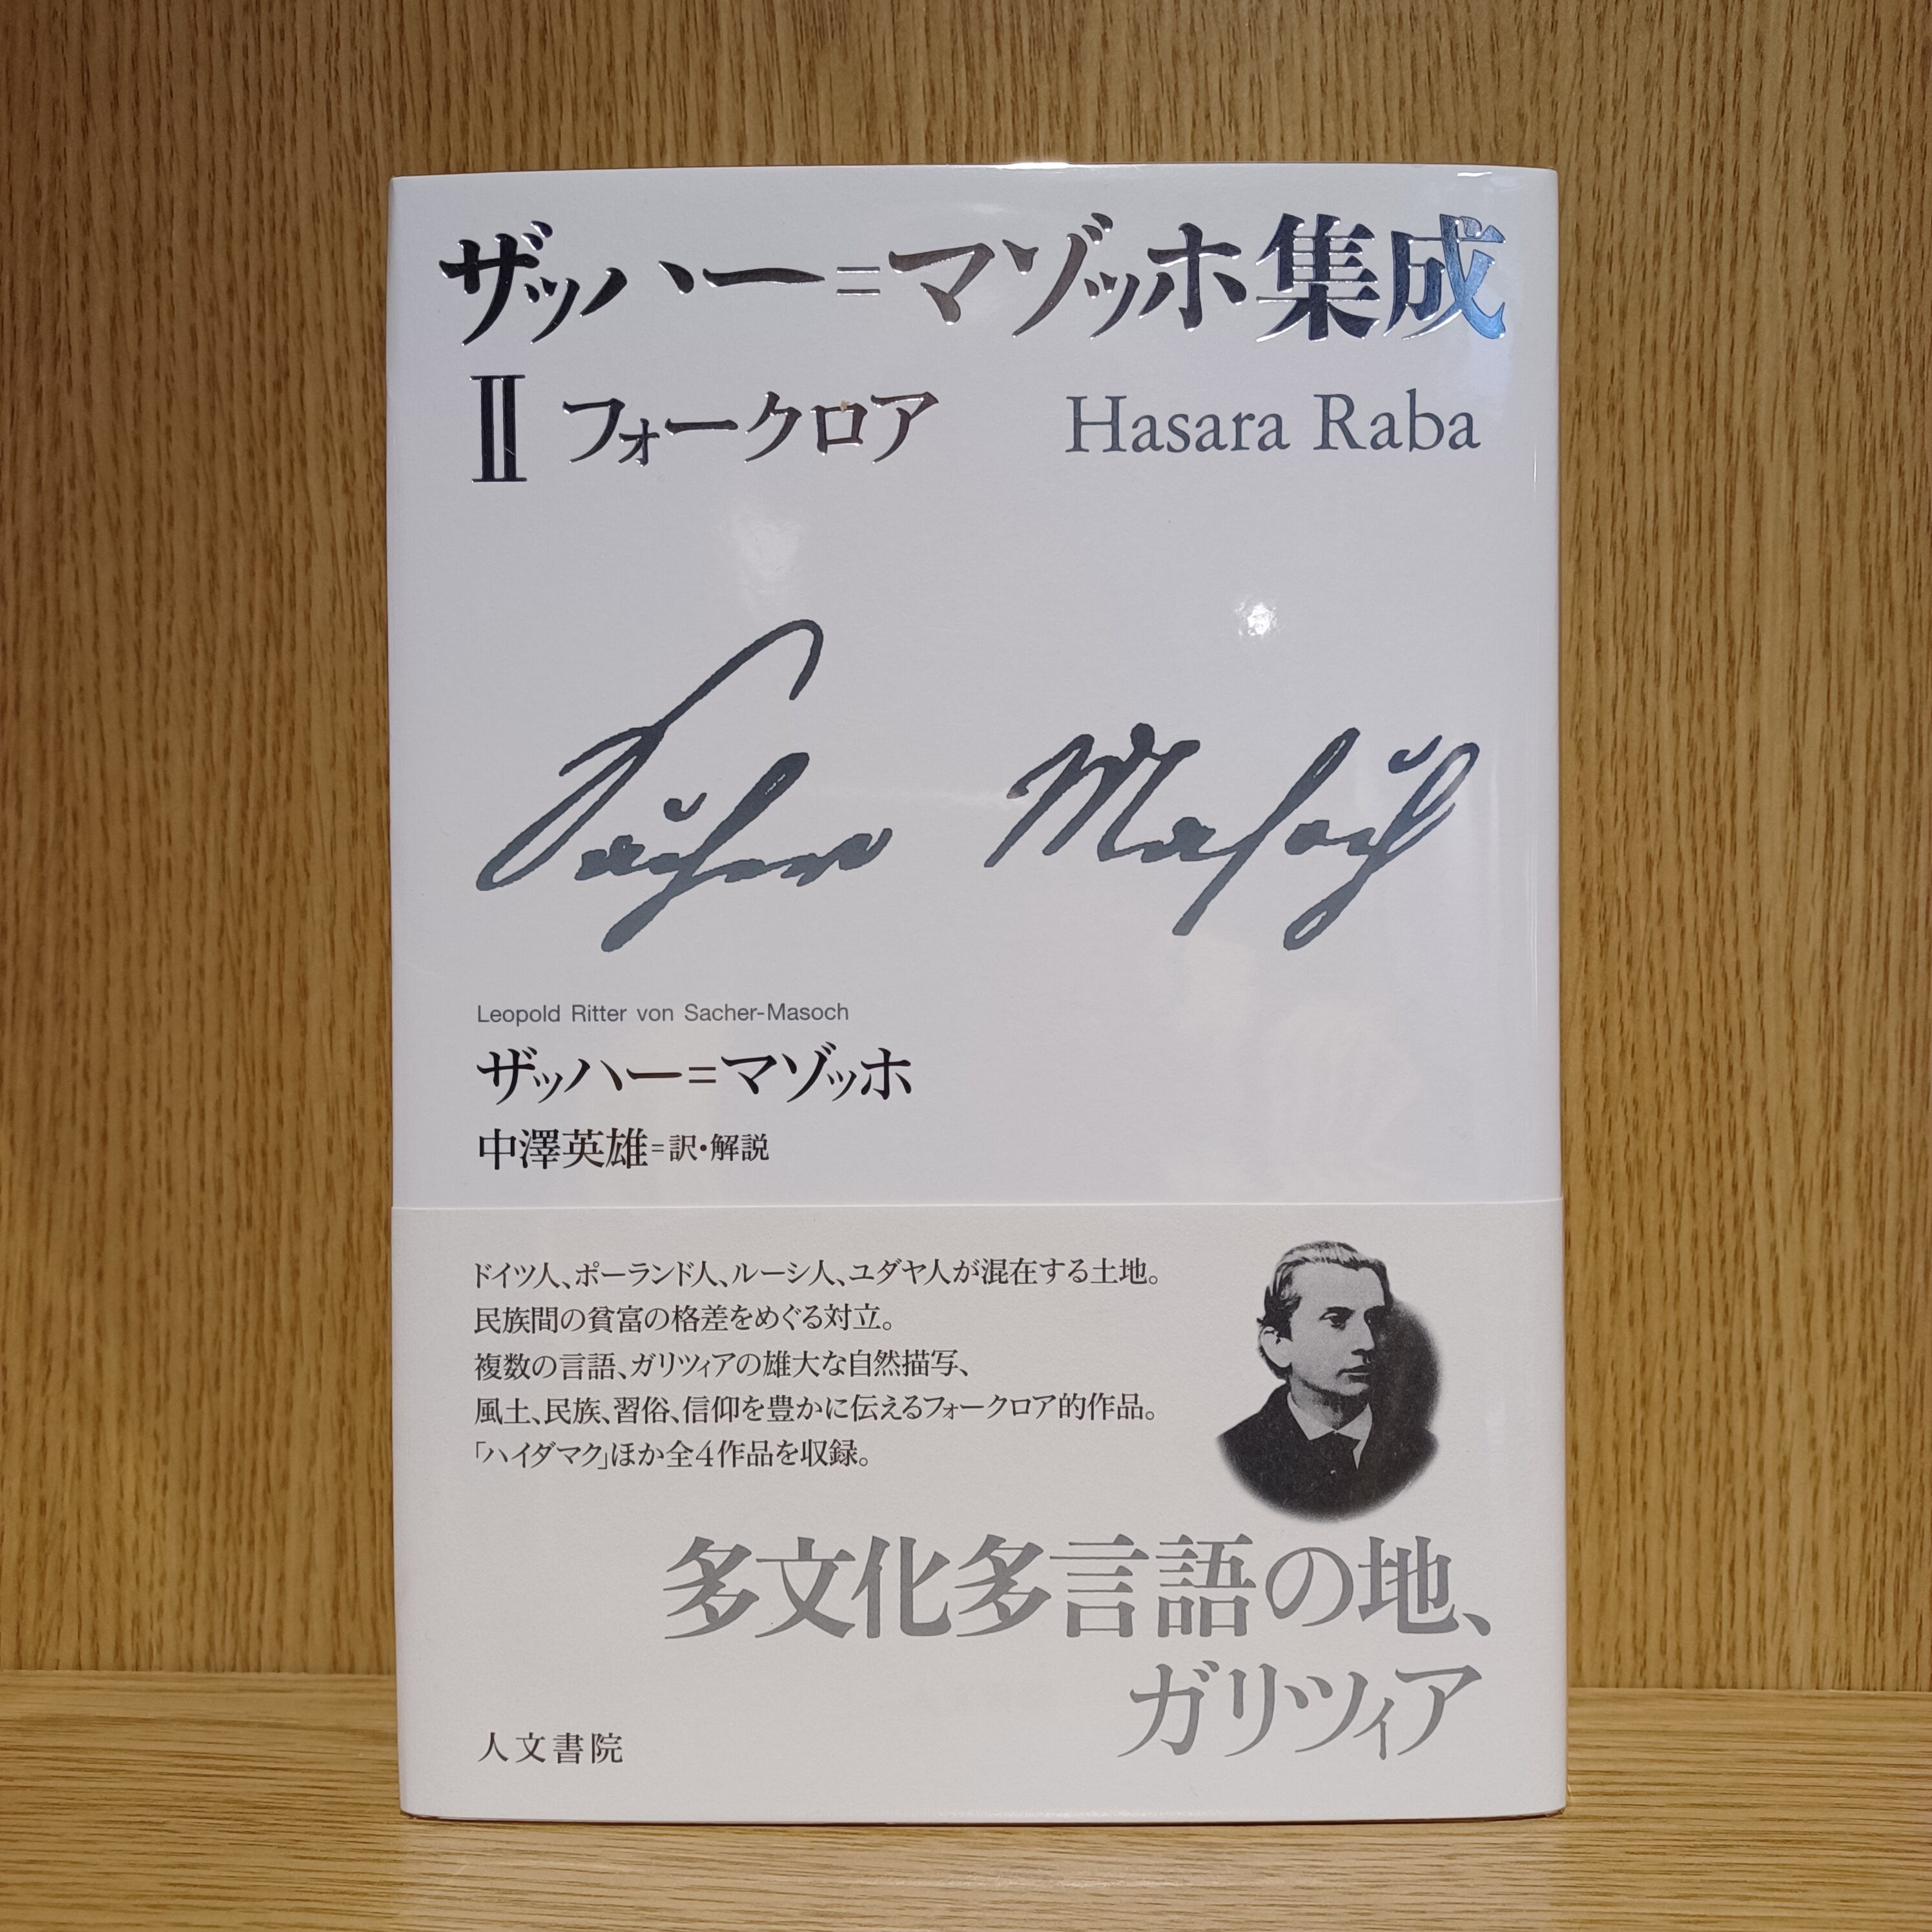 ザッハー=マゾッホ集成
Ⅱ フォークロア Hasara Raba
Sacher Masoch
Leopold Ritter von Sacher-Masoch
ザッハー=マゾッホ
中澤英雄=訳・解説
ドイツ人、ポーランド人、ルーシ人、ユダヤ人が混在する土地。
民族間の貧富の格差をめぐる対立。
複数の言語、ガリツィアの雄大な自然描写、
風土、民族、習俗、信仰を豊かに伝えるフォークロア的作品。
「ハイダマク」ほか全4作品を収録。
多文化多言語の地、
ガリツィア
人文書院